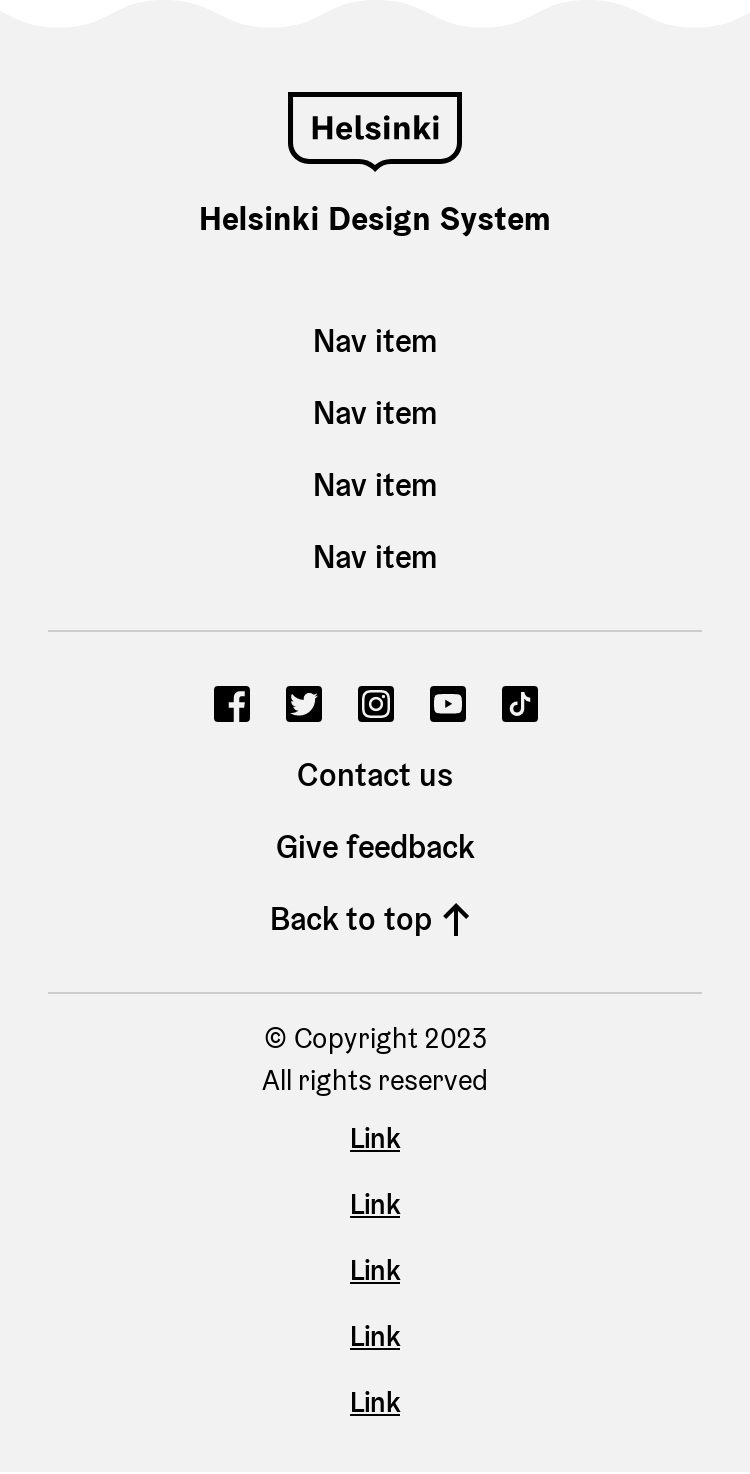 Helsinki
Helsinki Design System
Nav item
Nav item
Nav item
Nav item
Contact us
Give feedback
Back to top
© Copyright 2023
All rights reserved
Link
Link
Link
Link
Link